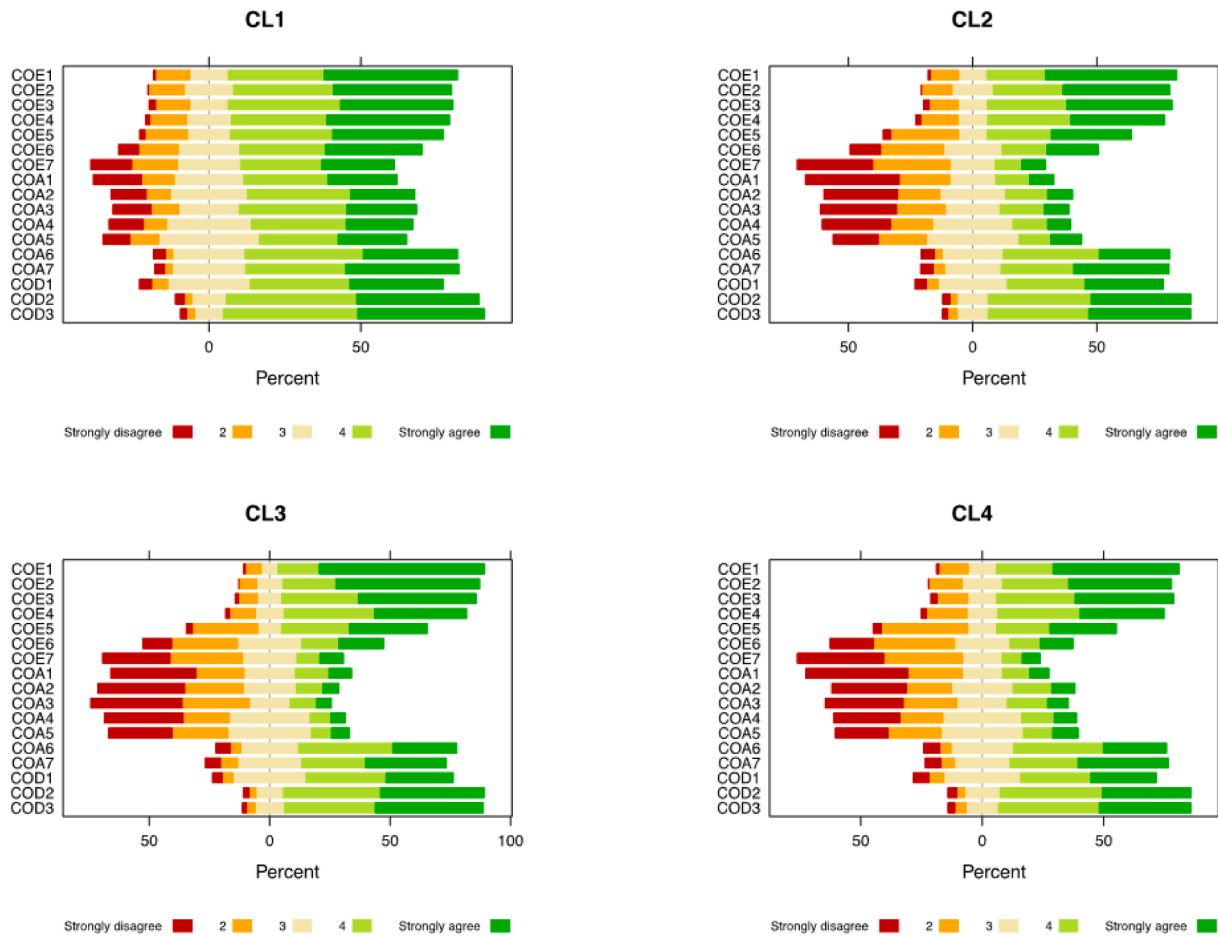 CL1
COE1
COE2
COE3
COE4
COE5
COE6
COE7
COA1
COA2
COA3
COA4
COA5
COA6
COA7
COD1
COD2
COD3
0 50
Percent
Strongly disagree 2 3 4 Strongly agree
CL2
COE1
COE2
COE3
COE4
COE5
COE6
COE7
COA1
COA2
COA3
COA4
COA5
COA6
COA7
COD1
COD2
COD3
50 0 50
Percent
Strongly disagree 2 3 4 Strongly agree
CL3
COE1
COE2
COE3
COE4
COE5
COE6
COE7
COA1
COA2
COA3
COA4
COA5
COA6
COA7
COD1
COD2
COD3
50 0 50 100
Percent
Strongly disagree 2 3 4 Strongly agree
CL4
COE1
COE2
COE3
COE4
COE5
COE6
COE7
COA1
COA2
COA3
COA4
COA5
COA6
COA7
COD1
COD2
COD3
50 0 50
Percent
Strongly disagree 2 3 4 Strongly agree